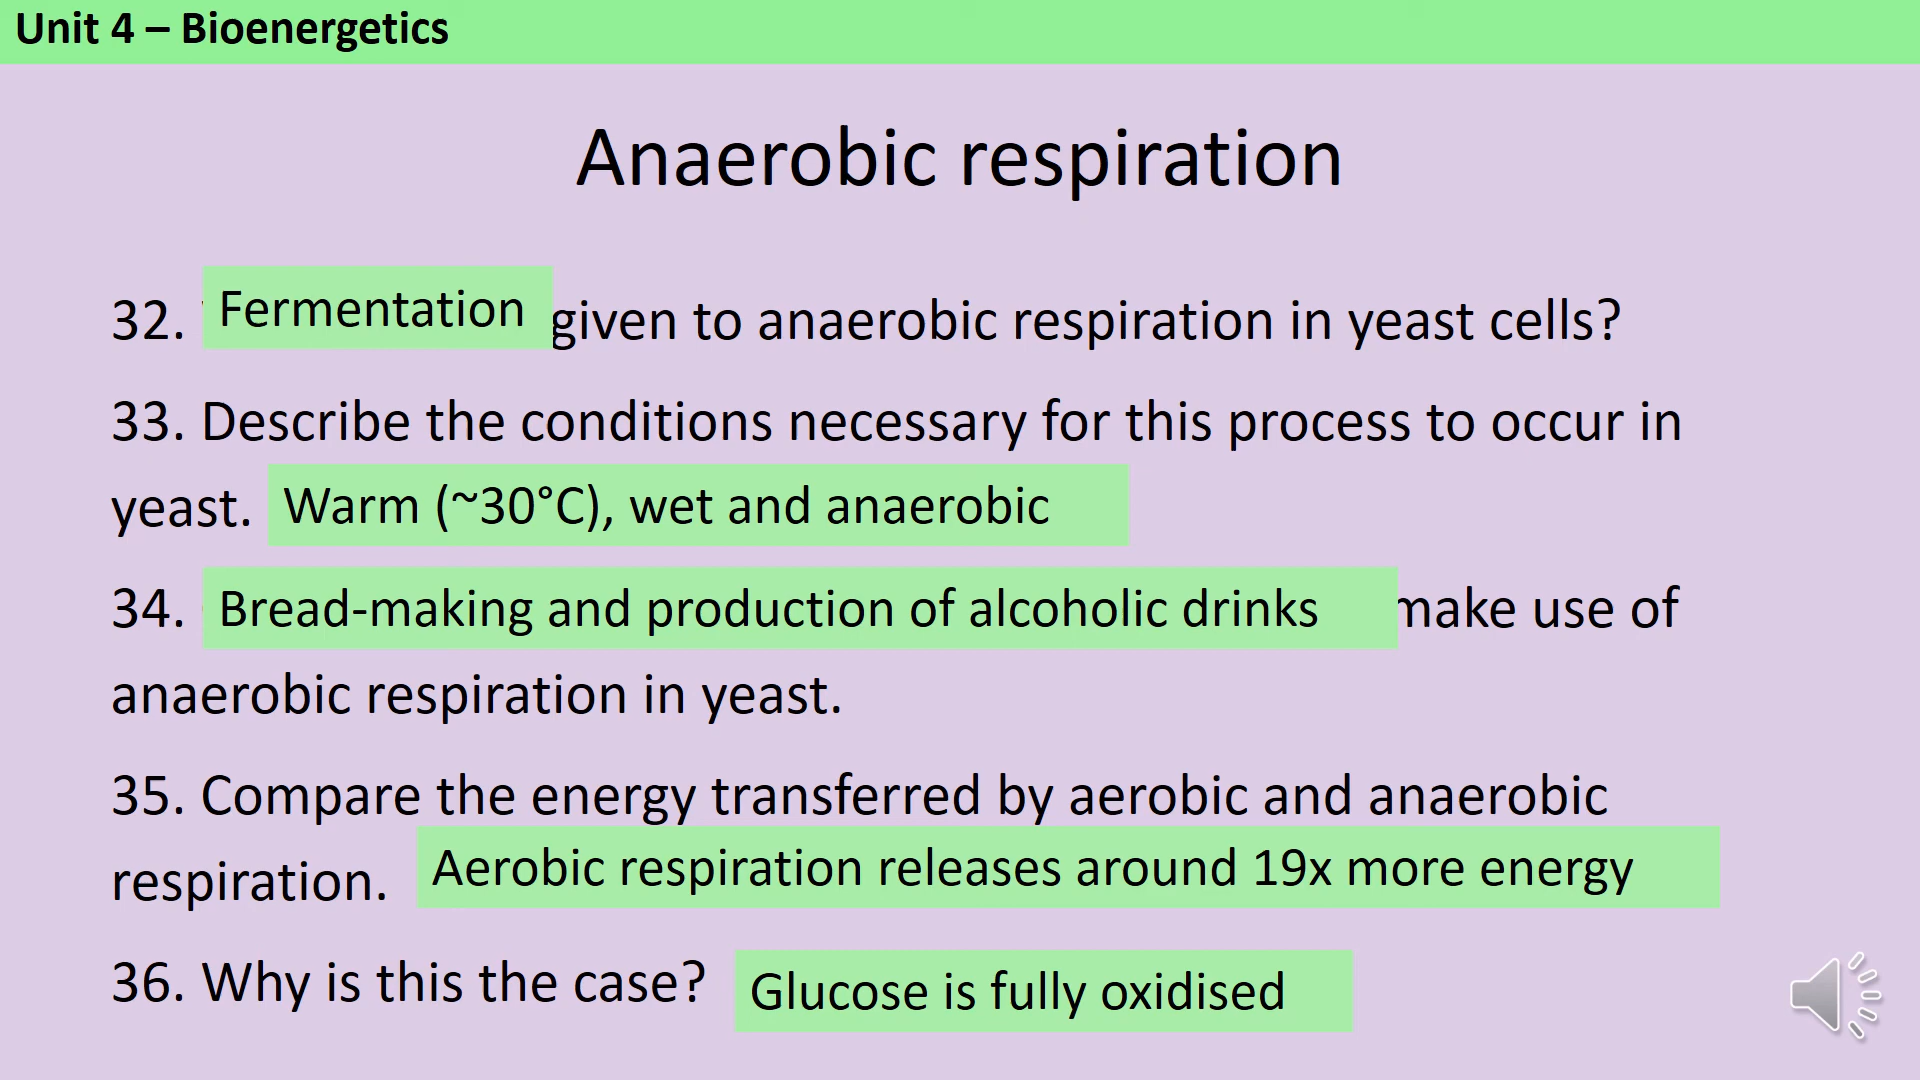 Unit 4 – Bioenergetics
Anaerobic respiration
32. Fermentation given to anaerobic respiration in yeast cells?
33. Describe the conditions necessary for this process to occur in
yeast. Warm (~30°C), wet and anaerobic
34. Bread-making and production of alcoholic drinks make use of
anaerobic respiration in yeast.
35. Compare the energy transferred by aerobic and anaerobic
respiration. Aerobic respiration releases around 19x more energy
36. Why is this the case? Glucose is fully oxidised